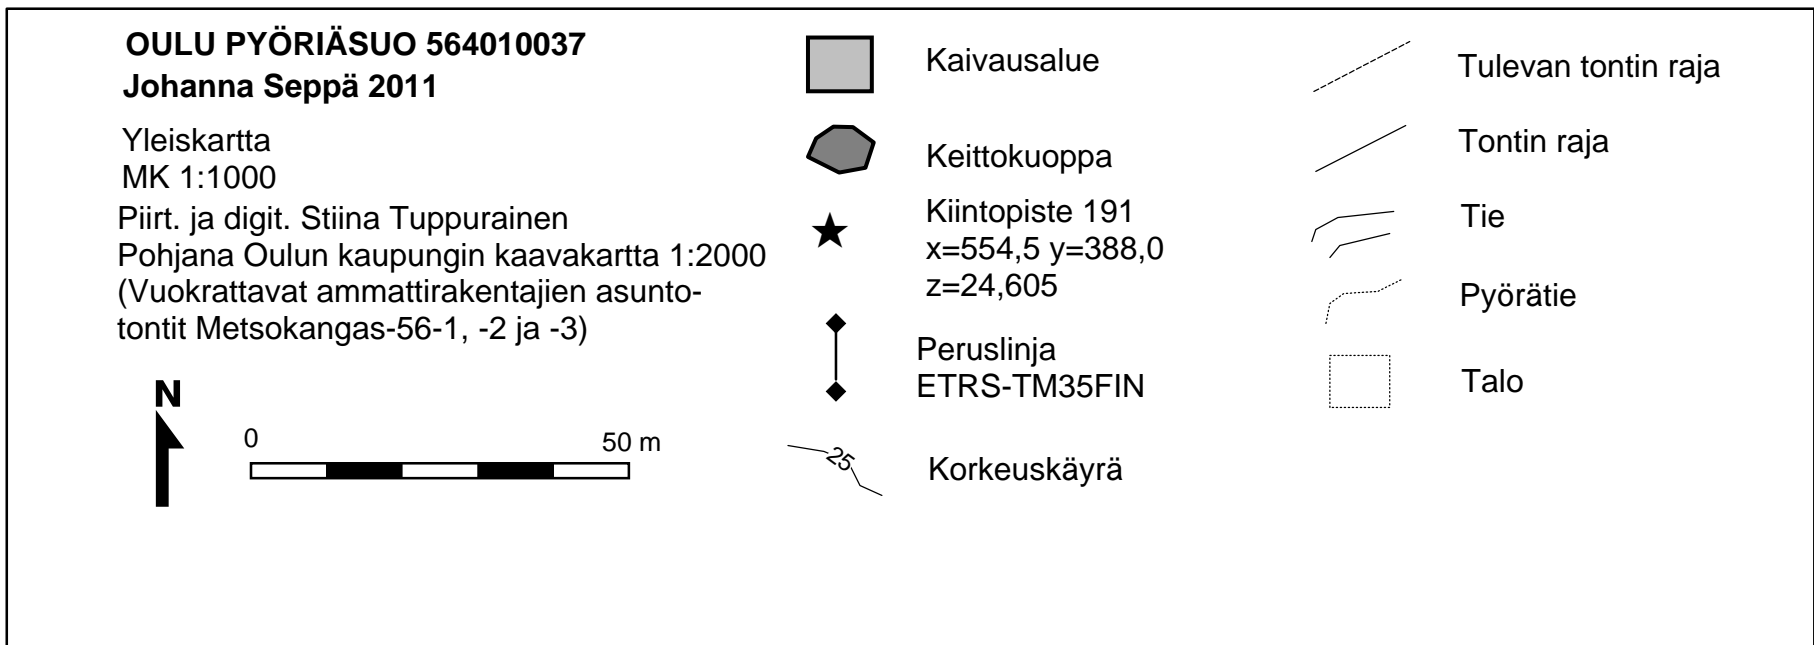 OULU PYÖRIÄSUO 564010037
Johanna Seppä 2011
Yleiskartta
MK 1:1000
Piirt. ja digit. Stiina Tuppurainen
Pohjana Oulun kaupungin kaavakartta 1:2000
(Vuokrattavat ammattirakentajien asunto-
tontit Metsokangas-56-1, -2 ja -3)
N
0 50 m
Kaivausalue
Keittokuoppa
Kiintopiste 191
x=554,5 y=388,0
z=24,605
Peruslinja
ETRS-TM35FIN
25
Korkeuskäyrä
Tulevan tontin raja
Tontin raja
Tie
Pyörätie
Talo